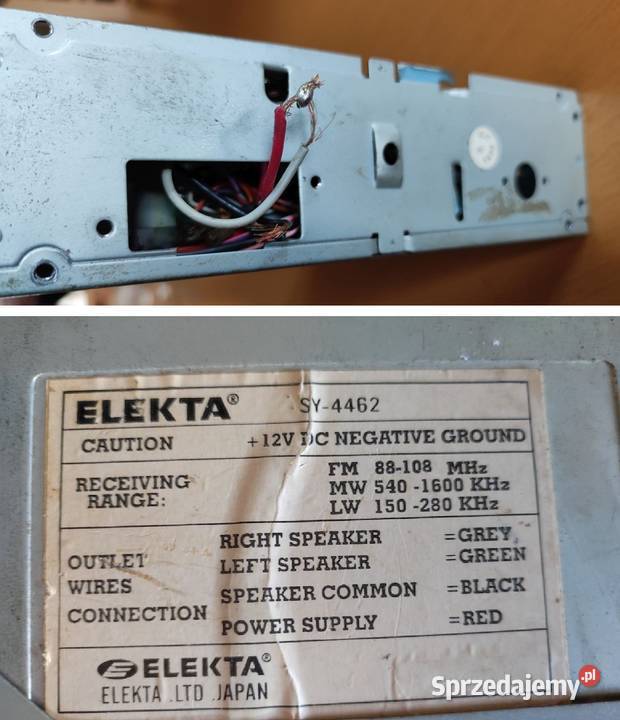 ELEKTA® SY-4462
CAUTION +12V DC NEGATIVE GROUND
RECEIVING RANGE:
FM 88-108 MHz
MW 540-1600 KHz
LW 150-280 KHz
OUTLET WIRES CONNECTION
RIGHT SPEAKER =GREY
LEFT SPEAKER =GREEN
SPEAKER COMMON =BLACK
POWER SUPPLY =RED
ELEKTA®
ELEKTA .LTD .JAPAN
Sprzedajemy.pl